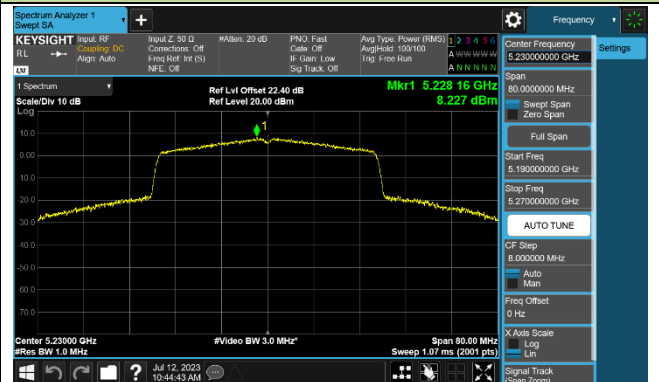 Spectrum Analyzer 1
Swept SA
Frequency
KEYSIGHT
RL
LXI
Input: RF
Coupling: DC
Align: Auto
Input Z: 50 Ω
Corrections: Off
Freq Ref: Int (S)
NFE: Off
#Atten: 20 dB
PNO: Fast
Gate: Off
IF Gain: Low
Sig Track: Off
Avg Type: Power (RMS)
Avg|Hold: 100/100
Trig: Free Run
1 2 3 4 5 6
A W W W W W
A N N N N N
1 Spectrum
Scale/Div 10 dB
Log
Ref Lvl Offset 22.40 dB
Ref Level 20.00 dBm
Mkr1 5.228 16 GHz
8.227 dBm
1
10.0
0.00
-10.0
-20.0
-30.0
-40.0
-50.0
-60.0
-70.0
Center 5.23000 GHz
#Res BW 1.0 MHz
#Video BW 3.0 MHz*
Span 80.00 MHz
Sweep 1.07 ms (2001 pts)
Jul 12, 2023
10:44:43 AM
Center Frequency
5.230000000 GHz
Settings
Span
80.0000000 MHz
Swept Span
Zero Span
Full Span
Start Freq
5.190000000 GHz
Stop Freq
5.270000000 GHz
AUTO TUNE
CF Step
8.000000 MHz
Auto
Man
Freq Offset
0 Hz
X Axis Scale
Log
Lin
Signal Track
(Span Zoom)